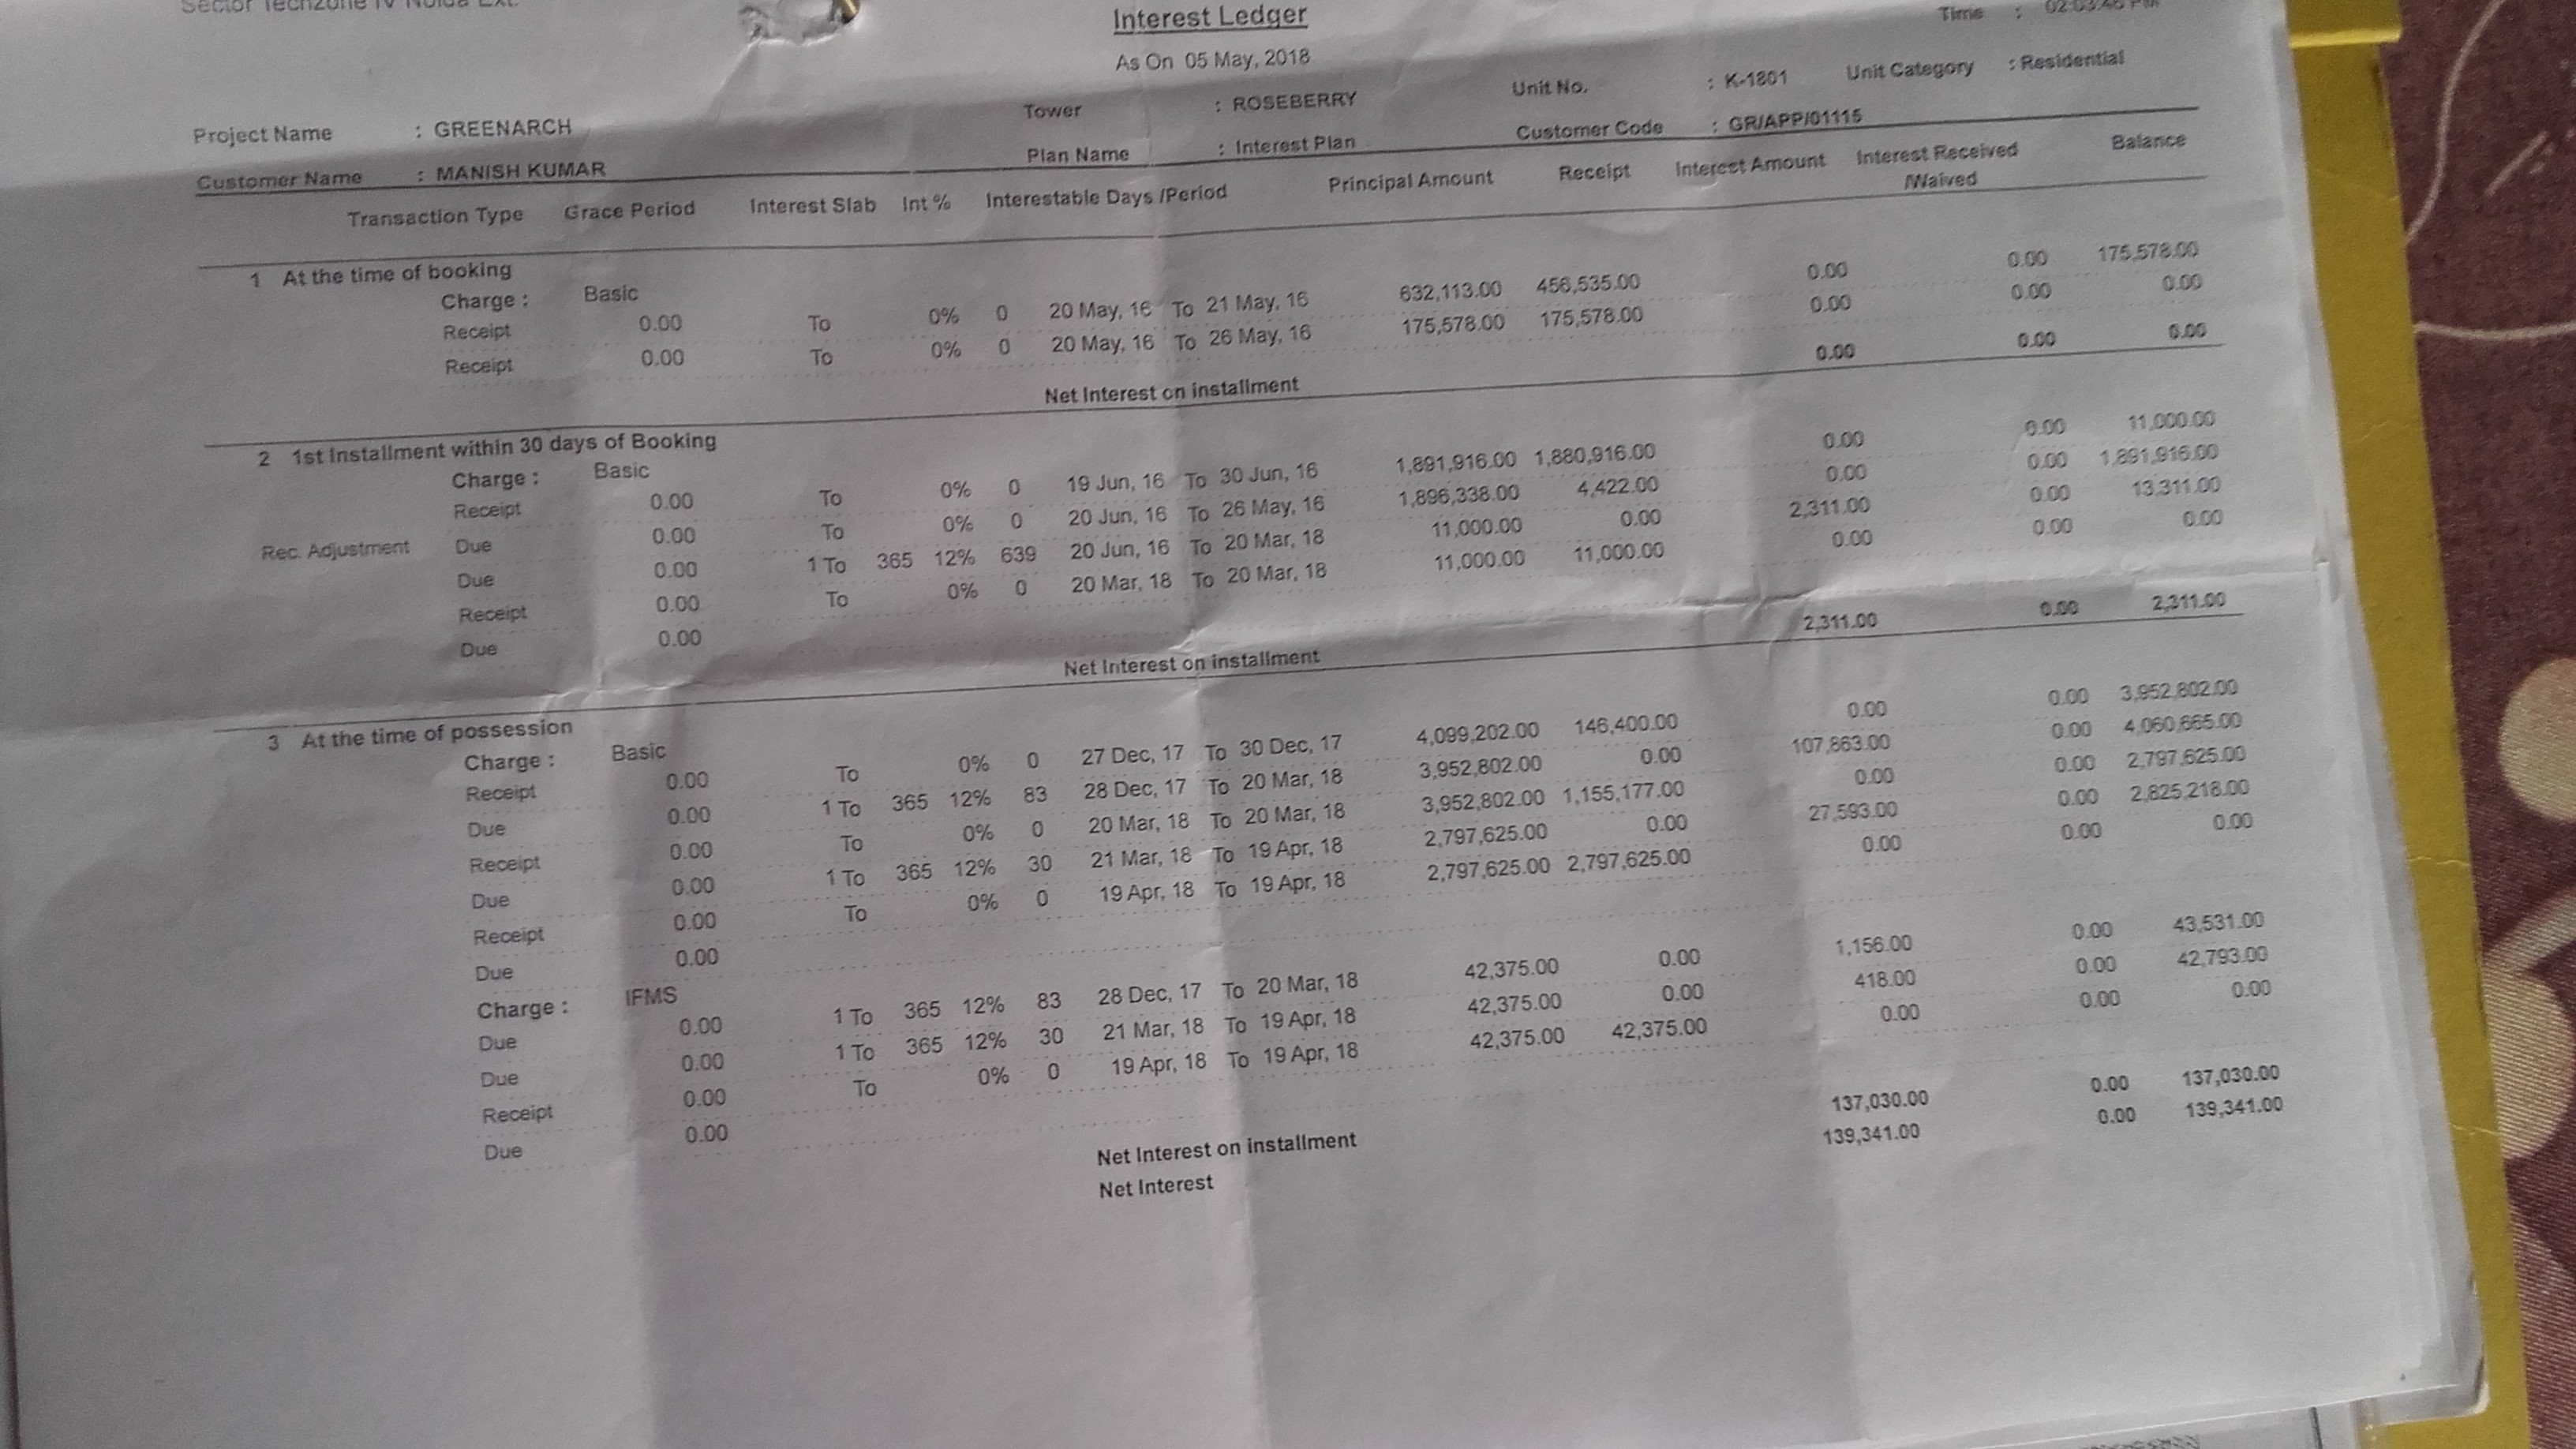 Sector Techzone IV Noida Ext.
Interest Ledger
Time : 02:03:46 PM
As On 05 May, 2018
Project Name : GREENARCH Tower : ROSEBERRY Unit No. : K-1801 Unit Category : Residential
Customer Name : MANISH KUMAR Plan Name : Interest Plan Customer Code : GR/APP/01115
Transaction Type Grace Period Interest Slab Int % Interestable Days /Period Principal Amount Receipt Interest Amount Interest Received /Waived Balance
1 At the time of booking
Charge : Basic
Receipt 0.00 To 0% 0 20 May, 16 To 21 May, 16 632,113.00 456,535.00 0.00 0.00 175,578.00
Receipt 0.00 To 0% 0 20 May, 16 To 26 May, 16 175,578.00 175,578.00 0.00 0.00 0.00
Net Interest on installment 0.00 0.00 0.00
2 1st Installment within 30 days of Booking
Charge : Basic
Receipt 0.00 To 0% 0 19 Jun, 16 To 30 Jun, 16 1,891,916.00 1,880,916.00 0.00 0.00 11,000.00
Rec. Adjustment Due 0.00 To 0% 0 20 Jun, 16 To 26 May, 16 1,896,338.00 4,422.00 0.00 0.00 1,891,916.00
Due 0.00 1 To 365 12% 639 20 Jun, 16 To 20 Mar, 18 11,000.00 0.00 2,311.00 0.00 13,311.00
Receipt 0.00 To 0% 0 20 Mar, 18 To 20 Mar, 18 11,000.00 11,000.00 0.00 0.00 0.00
Due 0.00
Net Interest on installment 2,311.00 0.00 2,311.00
3 At the time of possession
Charge : Basic
Receipt 0.00 To 0% 0 27 Dec, 17 To 30 Dec, 17 4,099,202.00 146,400.00 0.00 0.00 3,952,802.00
Due 0.00 1 To 365 12% 83 28 Dec, 17 To 20 Mar, 18 3,952,802.00 0.00 107,863.00 0.00 4,060,665.00
Receipt 0.00 To 0% 0 20 Mar, 18 To 20 Mar, 18 3,952,802.00 1,155,177.00 0.00 0.00 2,797,625.00
Due 0.00 1 To 365 12% 30 21 Mar, 18 To 19 Apr, 18 2,797,625.00 0.00 27,593.00 0.00 2,825,218.00
Receipt 0.00 To 0% 0 19 Apr, 18 To 19 Apr, 18 2,797,625.00 2,797,625.00 0.00 0.00 0.00
Due 0.00
Charge : IFMS
Due 0.00 1 To 365 12% 83 28 Dec, 17 To 20 Mar, 18 42,375.00 0.00 1,156.00 0.00 43,531.00
Due 0.00 1 To 365 12% 30 21 Mar, 18 To 19 Apr, 18 42,375.00 0.00 418.00 0.00 42,793.00
Receipt 0.00 To 0% 0 19 Apr, 18 To 19 Apr, 18 42,375.00 42,375.00 0.00 0.00 0.00
Due 0.00
Net Interest on installment 137,030.00 0.00 137,030.00
Net Interest 139,341.00 0.00 139,341.00